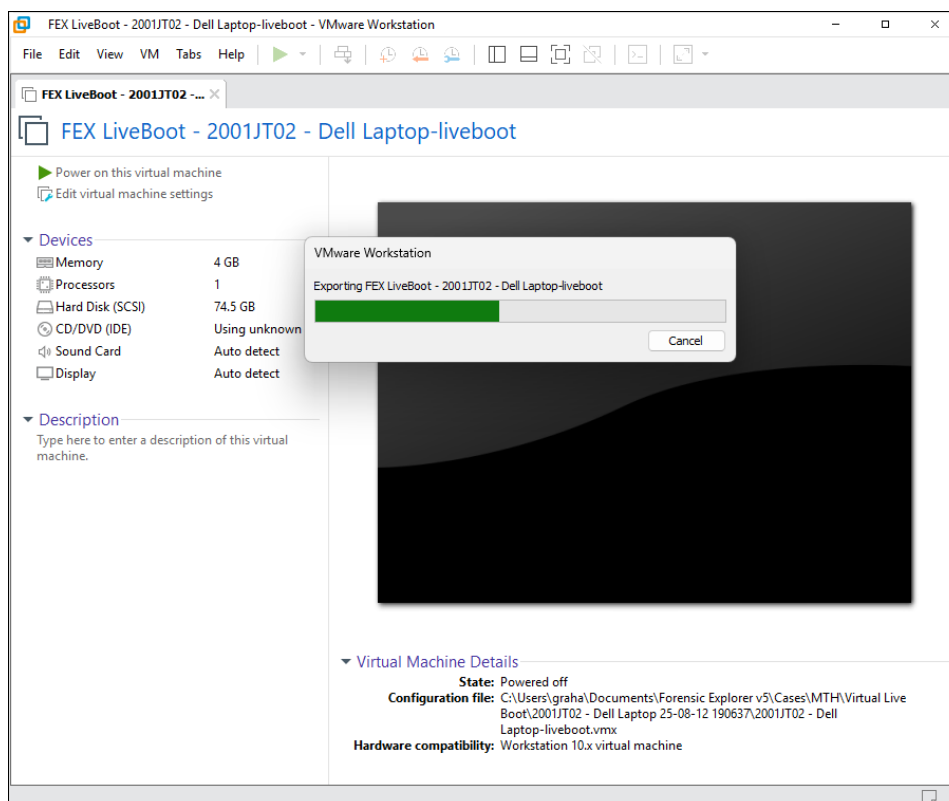 FEX LiveBoot - 2001JT02 - Dell Laptop-liveboot - VMware Workstation
File Edit View VM Tabs Help
FEX LiveBoot - 2001JT02 -...
FEX LiveBoot - 2001JT02 - Dell Laptop-liveboot
Power on this virtual machine
Edit virtual machine settings
Devices
Memory 4 GB
Processors 1
Hard Disk (SCSI) 74.5 GB
CD/DVD (IDE) Using unknown
Sound Card Auto detect
Display Auto detect
Description
Type here to enter a description of this virtual
machine.
VMware Workstation
Exporting FEX LiveBoot - 2001JT02 - Dell Laptop-liveboot
Cancel
Virtual Machine Details
State: Powered off
Configuration file: C:\Users\graha\Documents\Forensic Explorer v5\Cases\MTH\Virtual Live
Boot\2001JT02 - Dell Laptop 25-08-12 190637\2001JT02 - Dell
Laptop-liveboot.vmx
Hardware compatibility: Workstation 10.x virtual machine